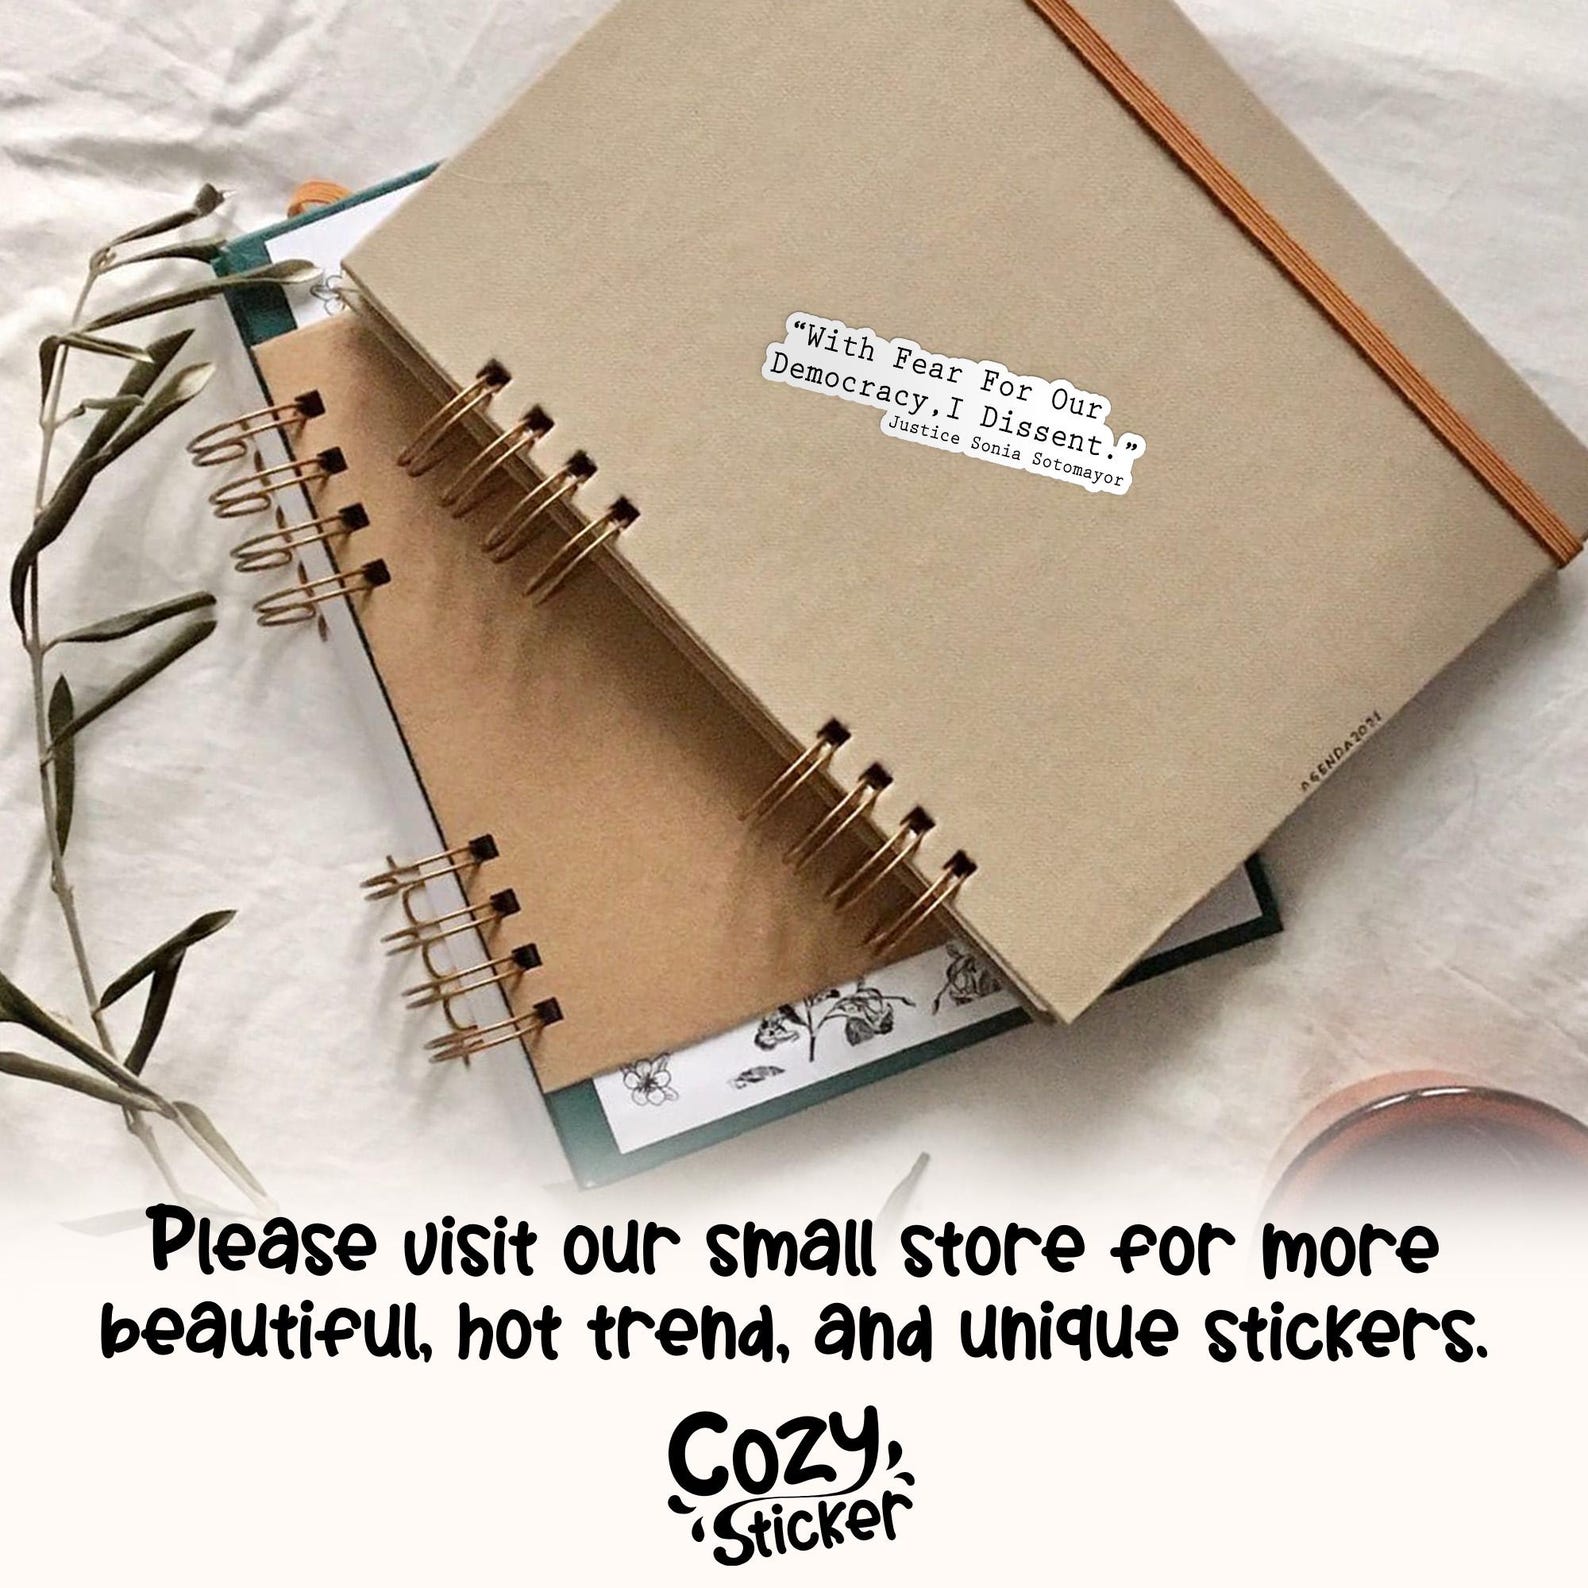 “With Fear For Our
Democracy,I Dissent.”
Justice Sonia Sotomayor
AGENDA2021
Please visit our small store for more
beautiful, hot trend, and unique stickers.
Cozy
Sticker